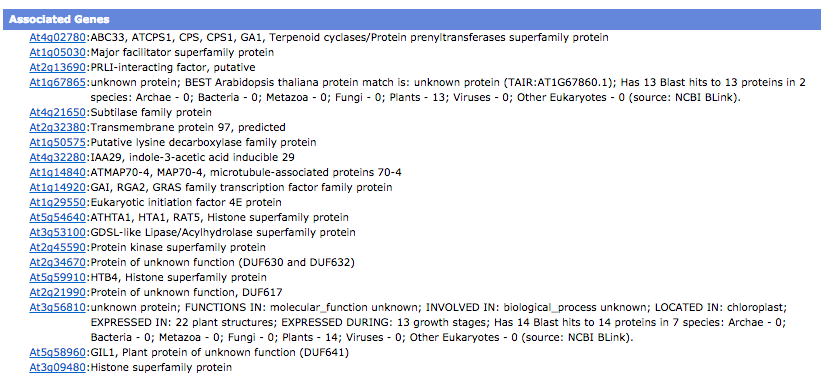 Associated Genes
At4g02780:ABC33, ATCPS1, CPS, CPS1, GA1, Terpenoid cyclases/Protein prenyltransferases superfamily protein
At1g05030:Major facilitator superfamily protein
At2g13690:PRLI-interacting factor, putative
At1g67865:unknown protein; BEST Arabidopsis thaliana protein match is: unknown protein (TAIR:AT1G67860.1); Has 13 Blast hits to 13 proteins in 2
species: Archae - 0; Bacteria - 0; Metazoa - 0; Fungi - 0; Plants - 13; Viruses - 0; Other Eukaryotes - 0 (source: NCBI BLink).
At4g21650:Subtilase family protein
At2g32380:Transmembrane protein 97, predicted
At1g50575:Putative lysine decarboxylase family protein
At4g32280:IAA29, indole-3-acetic acid inducible 29
At1g14840:ATMAP70-4, MAP70-4, microtubule-associated proteins 70-4
At1g14920:GAI, RGA2, GRAS family transcription factor family protein
At1g29550:Eukaryotic initiation factor 4E protein
At5g54640:ATHTA1, HTA1, RAT5, Histone superfamily protein
At3g53100:GDSL-like Lipase/Acylhydrolase superfamily protein
At2g45590:Protein kinase superfamily protein
At2g34670:Protein of unknown function (DUF630 and DUF632)
At5g59910:HTB4, Histone superfamily protein
At2g21990:Protein of unknown function, DUF617
At3g56810:unknown protein; FUNCTIONS IN: molecular_function unknown; INVOLVED IN: biological_process unknown; LOCATED IN: chloroplast;
EXPRESSED IN: 22 plant structures; EXPRESSED DURING: 13 growth stages; Has 14 Blast hits to 14 proteins in 7 species: Archae - 0;
Bacteria - 0; Metazoa - 0; Fungi - 0; Plants - 14; Viruses - 0; Other Eukaryotes - 0 (source: NCBI BLink).
At5g58960:GIL1, Plant protein of unknown function (DUF641)
At3g09480:Histone superfamily protein